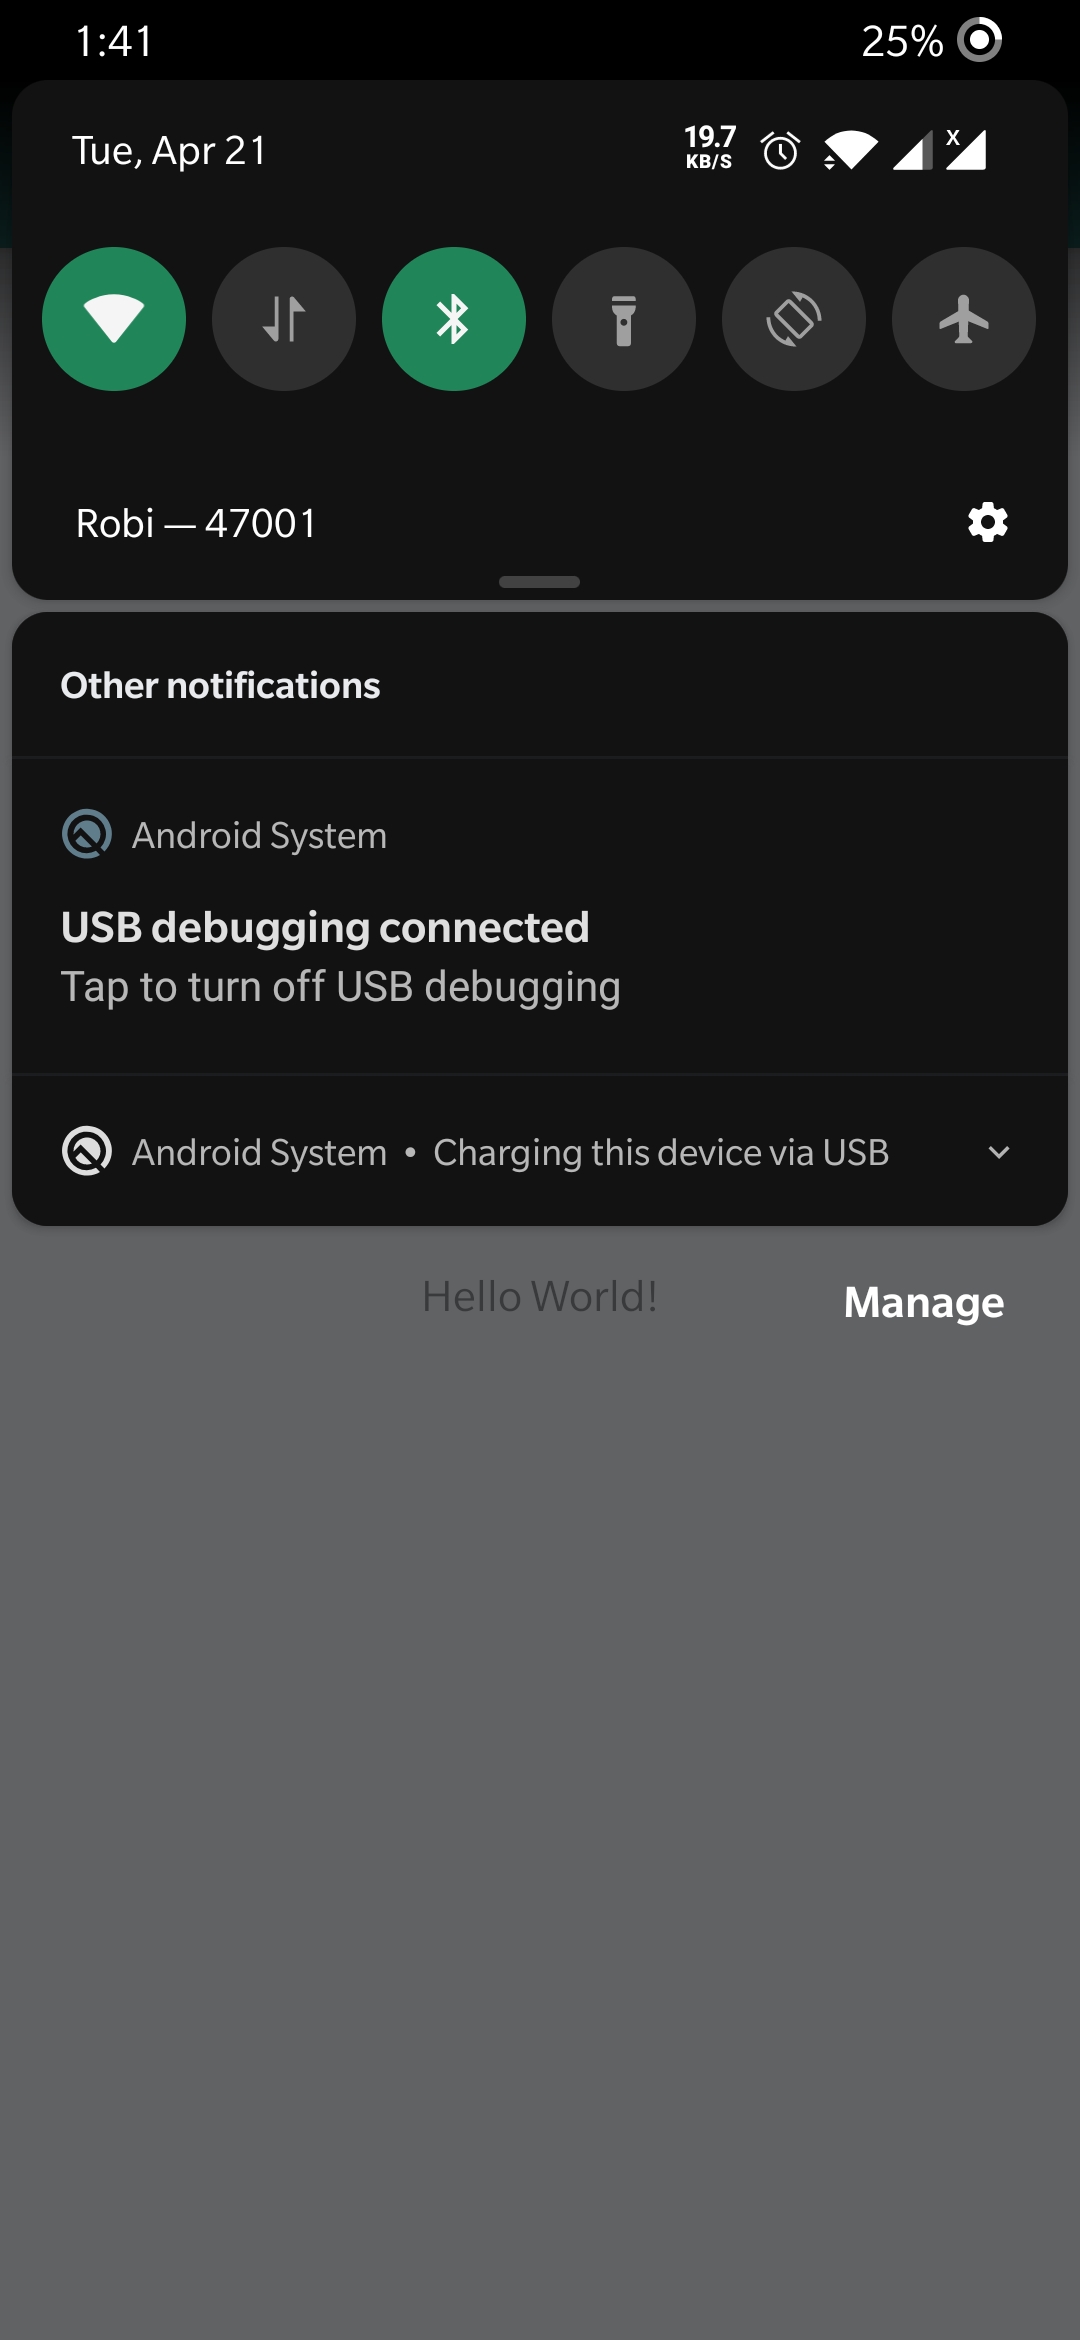 1:41
25%
Tue, Apr 21
19.7
KB/S
X
Robi — 47001
Other notifications
Android System
USB debugging connected
Tap to turn off USB debugging
Android System • Charging this device via USB
Hello World!
Manage